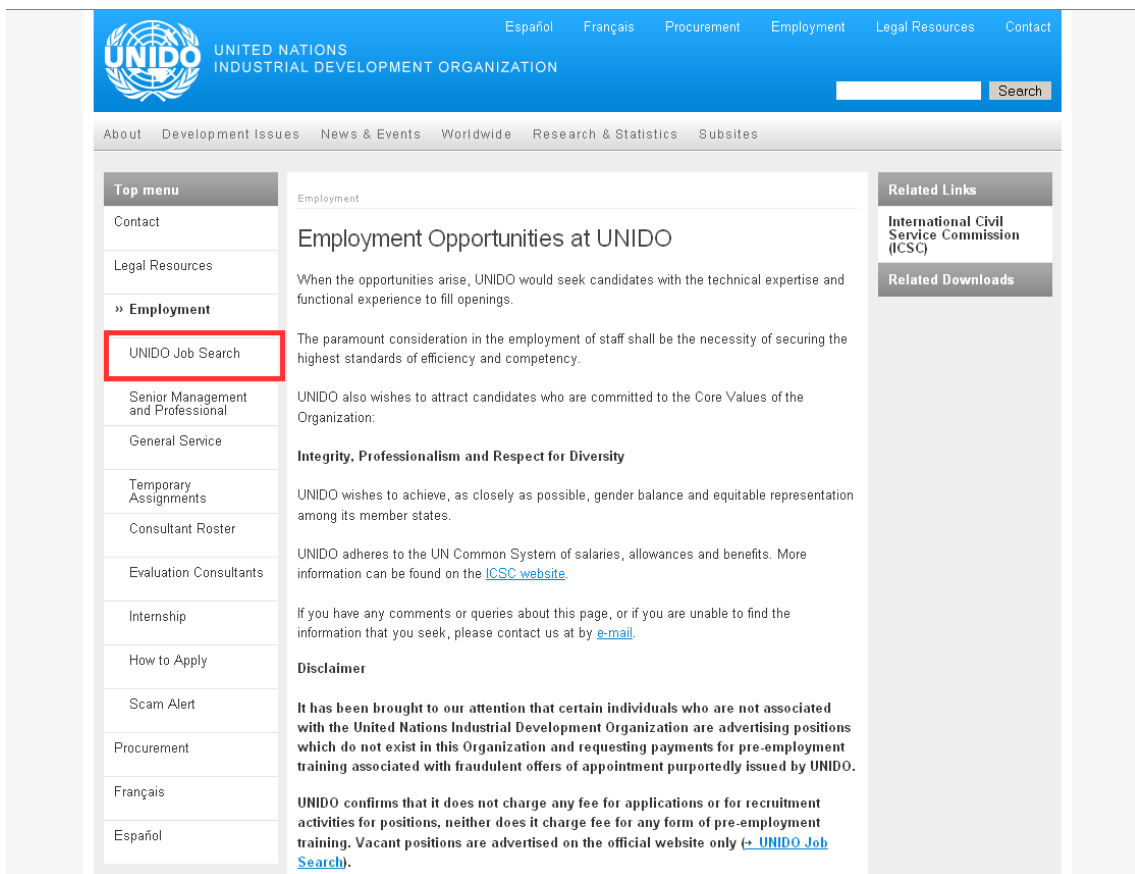 Español Français Procurement Employment Legal Resources Contact
UNIDO
UNITED NATIONS
INDUSTRIAL DEVELOPMENT ORGANIZATION
Search
About Development Issues News & Events Worldwide Research & Statistics Subsites
Top menu
Contact
Legal Resources
» Employment
UNIDO Job Search
Senior Management
and Professional
General Service
Temporary
Assignments
Consultant Roster
Evaluation Consultants
Internship
How to Apply
Scam Alert
Procurement
Français
Español
Employment
Employment Opportunities at UNIDO
When the opportunities arise, UNIDO would seek candidates with the technical expertise and
functional experience to fill openings.
The paramount consideration in the employment of staff shall be the necessity of securing the
highest standards of efficiency and competency.
UNIDO also wishes to attract candidates who are committed to the Core Values of the
Organization:
Integrity, Professionalism and Respect for Diversity
UNIDO wishes to achieve, as closely as possible, gender balance and equitable representation
among its member states.
UNIDO adheres to the UN Common System of salaries, allowances and benefits. More
information can be found on the ICSC website.
If you have any comments or queries about this page, or if you are unable to find the
information that you seek, please contact us at by e-mail.
Disclaimer
It has been brought to our attention that certain individuals who are not associated
with the United Nations Industrial Development Organization are advertising positions
which do not exist in this Organization and requesting payments for pre-employment
training associated with fraudulent offers of appointment purportedly issued by UNIDO.
UNIDO confirms that it does not charge any fee for applications or for recruitment
activities for positions, neither does it charge fee for any form of pre-employment
training. Vacant positions are advertised on the official website only (→ UNIDO Job
Search).
Related Links
International Civil
Service Commission
(ICSC)
Related Downloads